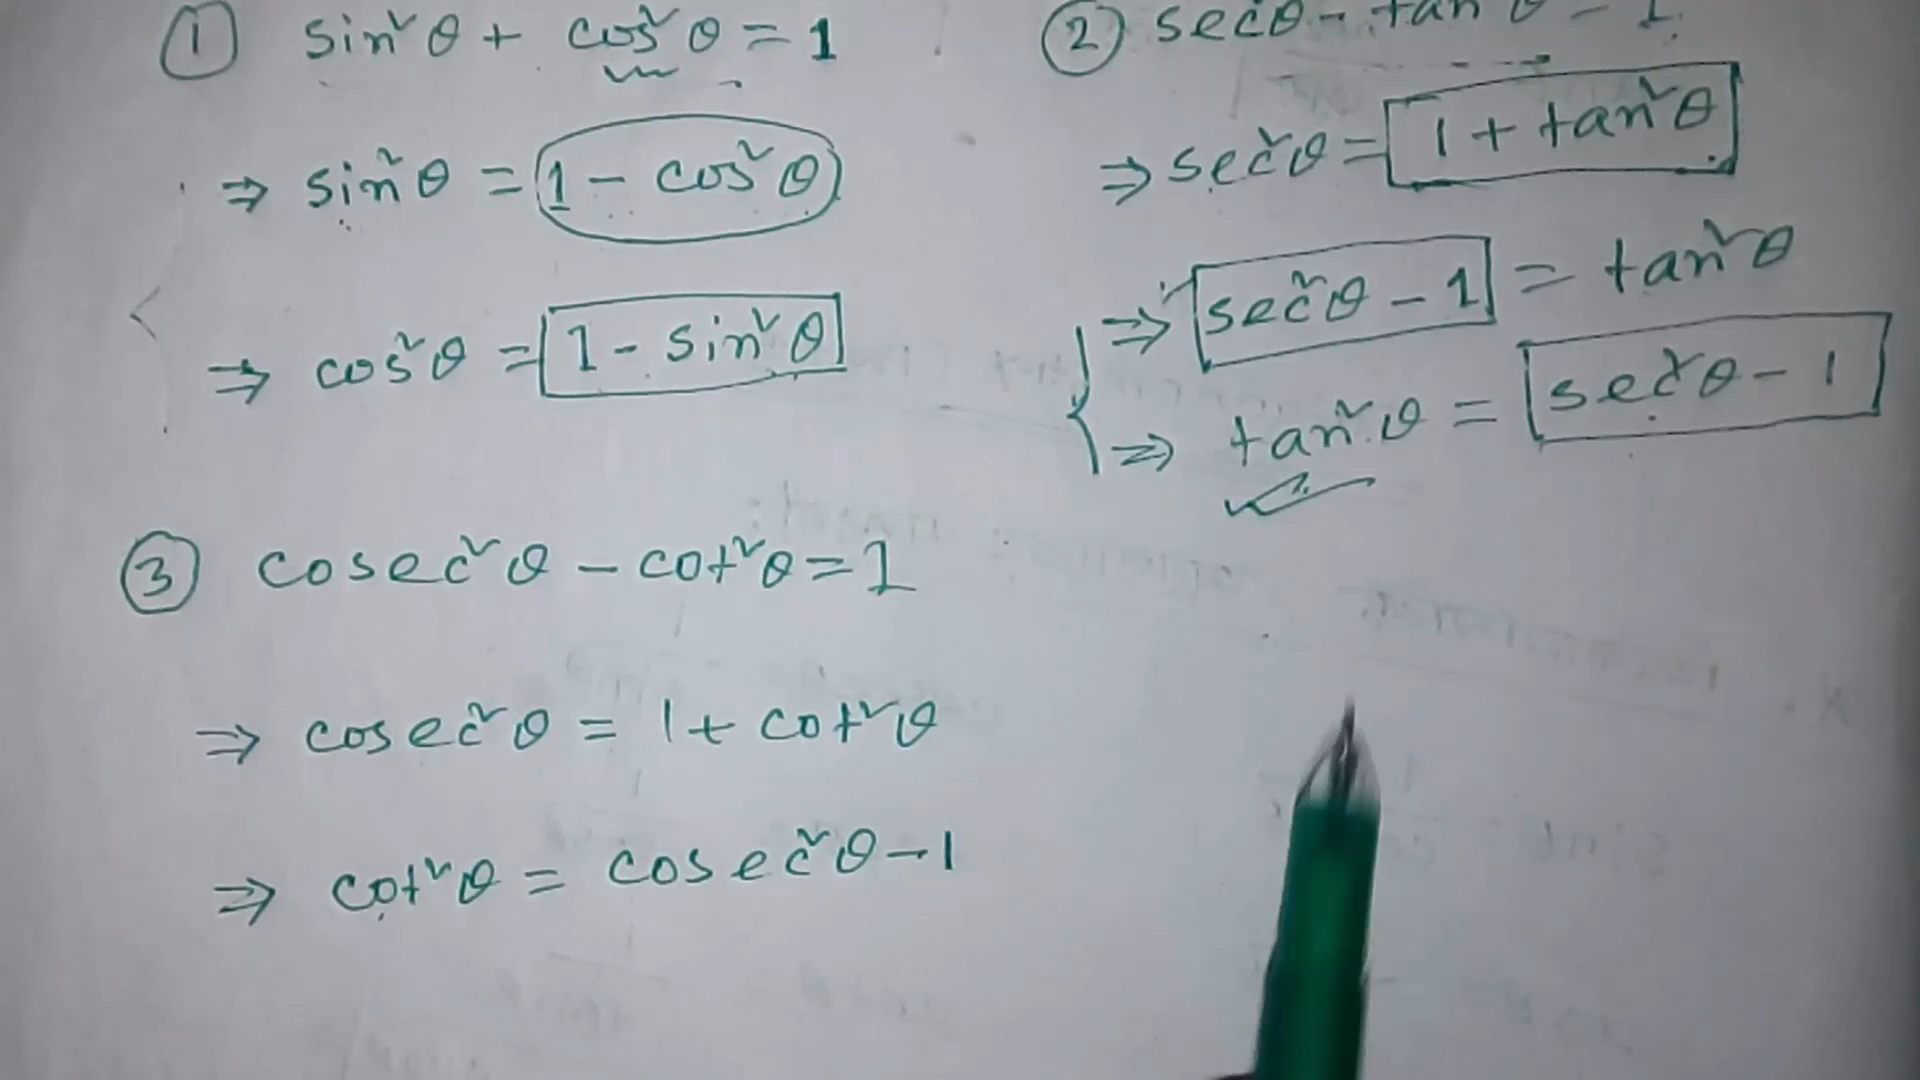 ① sin²θ + cos²θ = 1
⇒ sin²θ = 1 - cos²θ
⇒ cos²θ = 1 - sin²θ
② sec²θ - tan²θ = 1
⇒ sec²θ = 1 + tan²θ
⇒ sec²θ - 1 = tan²θ
⇒ tan²θ = sec²θ - 1
③ cosec²θ - cot²θ = 1
⇒ cosec²θ = 1 + cot²θ
⇒ cot²θ = cosec²θ - 1